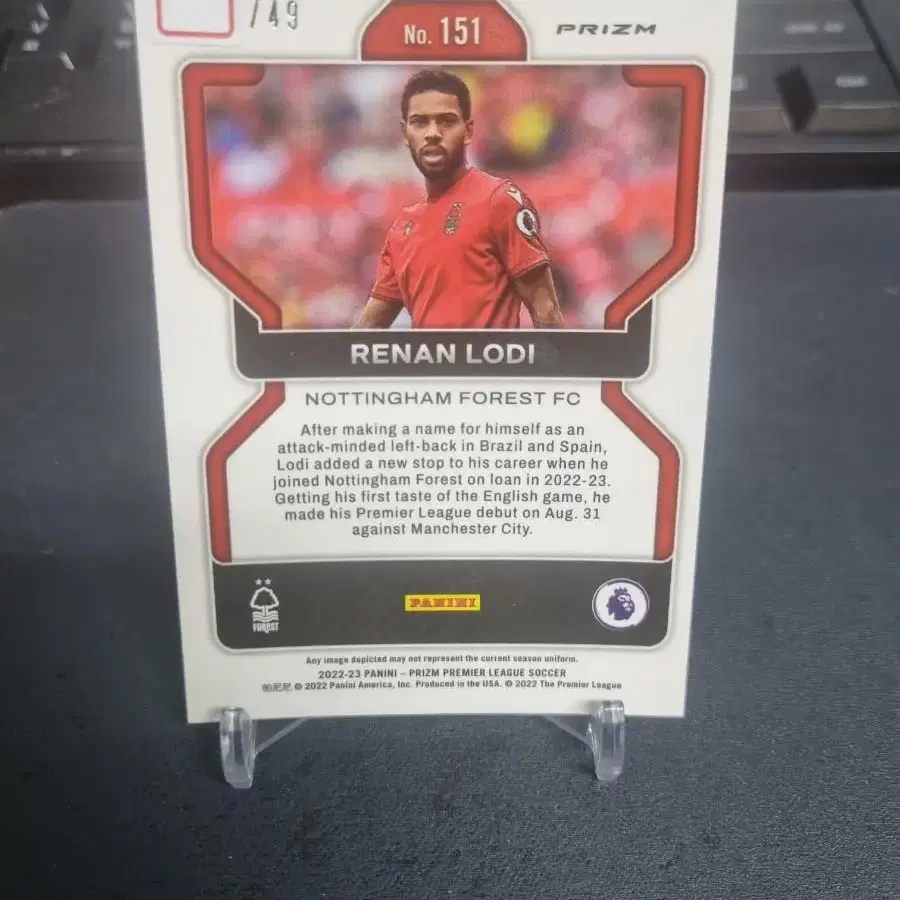 /49
No. 151
PRIZM
RENAN LODI
NOTTINGHAM FOREST FC
After making a name for himself as an
attack-minded left-back in Brazil and Spain,
Lodi added a new stop to his career when he
joined Nottingham Forest on loan in 2022-23.
Getting his first taste of the English game, he
made his Premier League debut on Aug. 31
against Manchester City.
FOREST
PANINI
Any image depicted may not represent the current season uniform.
2022-23 PANINI – PRIZM PREMIER LEAGUE SOCCER
帕尼尼 © 2022 Panini America, Inc. Produced in the USA. © 2022 The Premier League